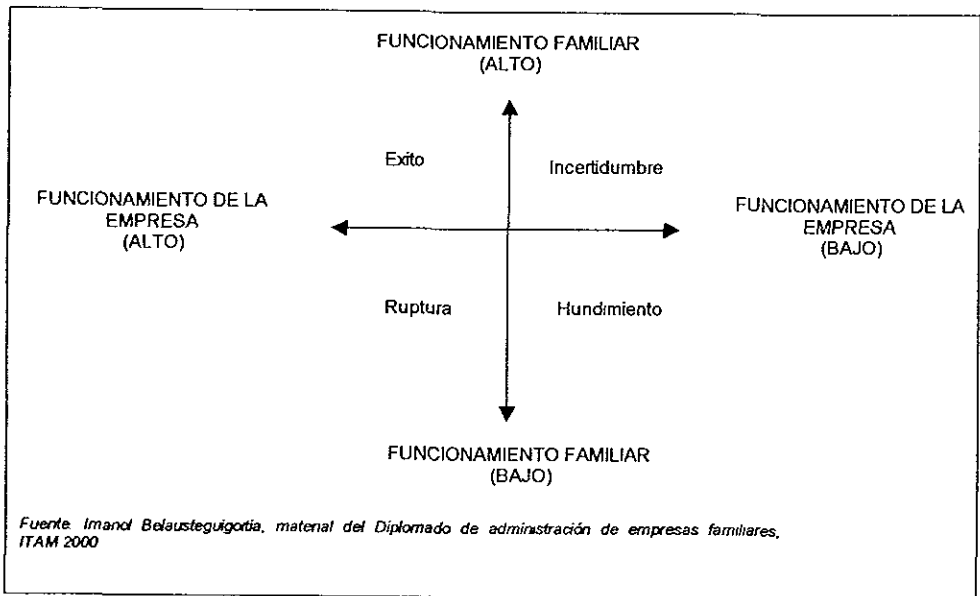 FUNCIONAMIENTO FAMILIAR
(ALTO)
Exito
Incertidumbre
FUNCIONAMIENTO DE LA
EMPRESA
(ALTO)
FUNCIONAMIENTO DE LA
EMPRESA
(BAJO)
Ruptura
Hundimiento
FUNCIONAMIENTO FAMILIAR
(BAJO)
Fuente. Imanol Belausteguigoitia, material del Diplomado de administración de empresas familiares,
ITAM 2000